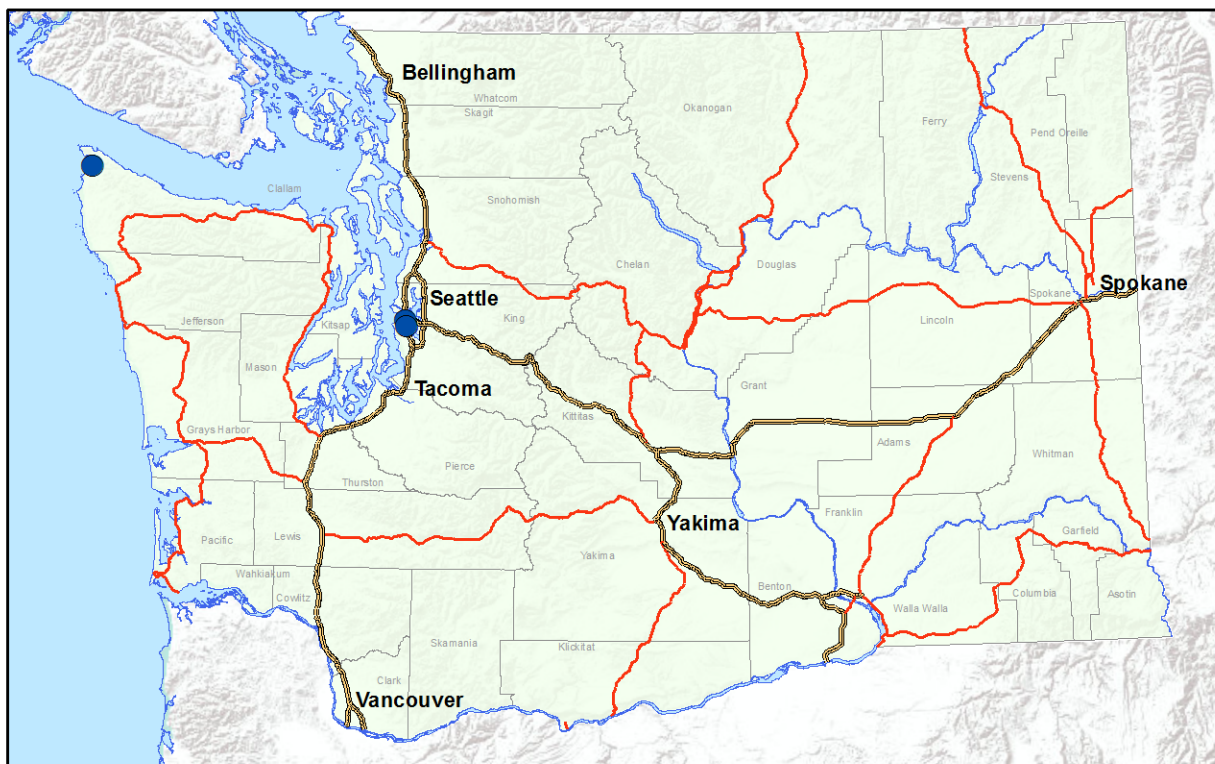 Bellingham
Whatcom
Skagit
Okanogan
Ferry
Pend Oreille
Stevens
Clallam
Snohomish
Chelan
Douglas
Seattle
Spokane
Spokane
King
Lincoln
Jefferson
Kitsap
Mason
Tacoma
Grant
Kittitas
Grays Harbor
Adams
Whitman
Pierce
Thurston
Franklin
Yakima
Garfield
Pacific
Lewis
Yakima
Wahkiakum
Benton
Columbia
Asotin
Cowlitz
Walla Walla
Skamania
Klickitat
Clark
Vancouver